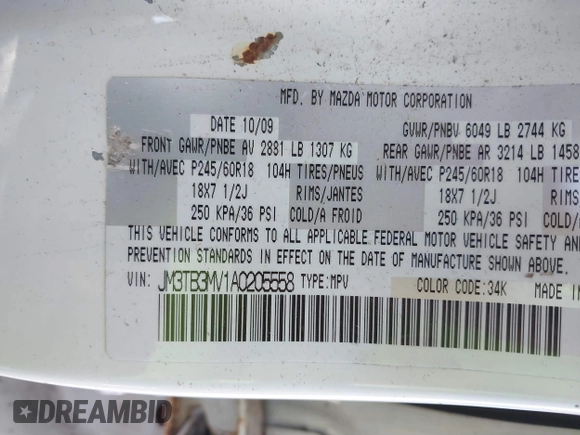 MFD. BY MAZDA MOTOR CORPORATION
DATE 10/09 GVWR/PNBV 6049 LB 2744 KG
FRONT GAWR/PNBE AV 2881 LB 1307 KG REAR GAWR/PNBE AR 3214 LB 1458
WITH/AVEC P245/60R18 104H TIRES/PNEUS WITH/AVEC P245/60R18 104H TIRES
18X7 1/2J RIMS/JANTES 18X7 1/2J RIMS
250 KPA/36 PSI COLD/A FROID 250 KPA/36 PSI COLD
THIS VEHICLE CONFORMS TO ALL APPLICABLE FEDERAL MOTOR VEHICLE SAFETY AND
PREVENTION STANDARDS IN EFFECT ON THE DATE OF MANUFACTURE SHOWN ABOVE.
VIN: JM3TB3MV1A0205558 TYPE:MPV COLOR CODE:34K MADE IN
DREAMBID